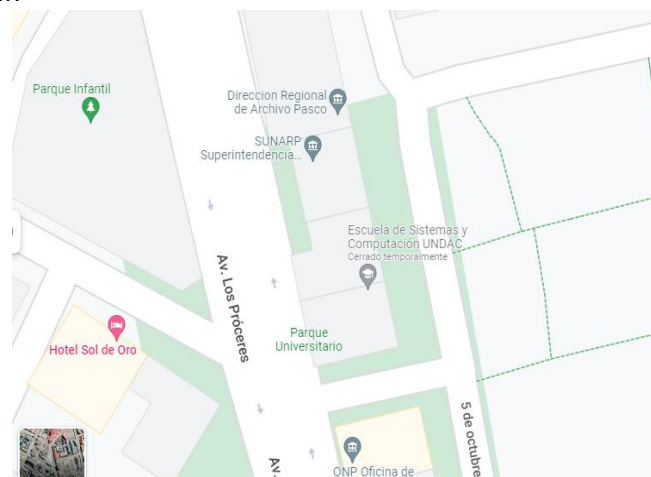 Parque Infantil
Direccion Regional
de Archivo Pasco
SUNARP
Superintendencia...
Escuela de Sistemas y
Computación UNDAC
Cerrado temporalmente
Av. Los Próceres
Parque
Universitario
Hotel Sol de Oro
5 de octubre
ONP Oficina de
Av.